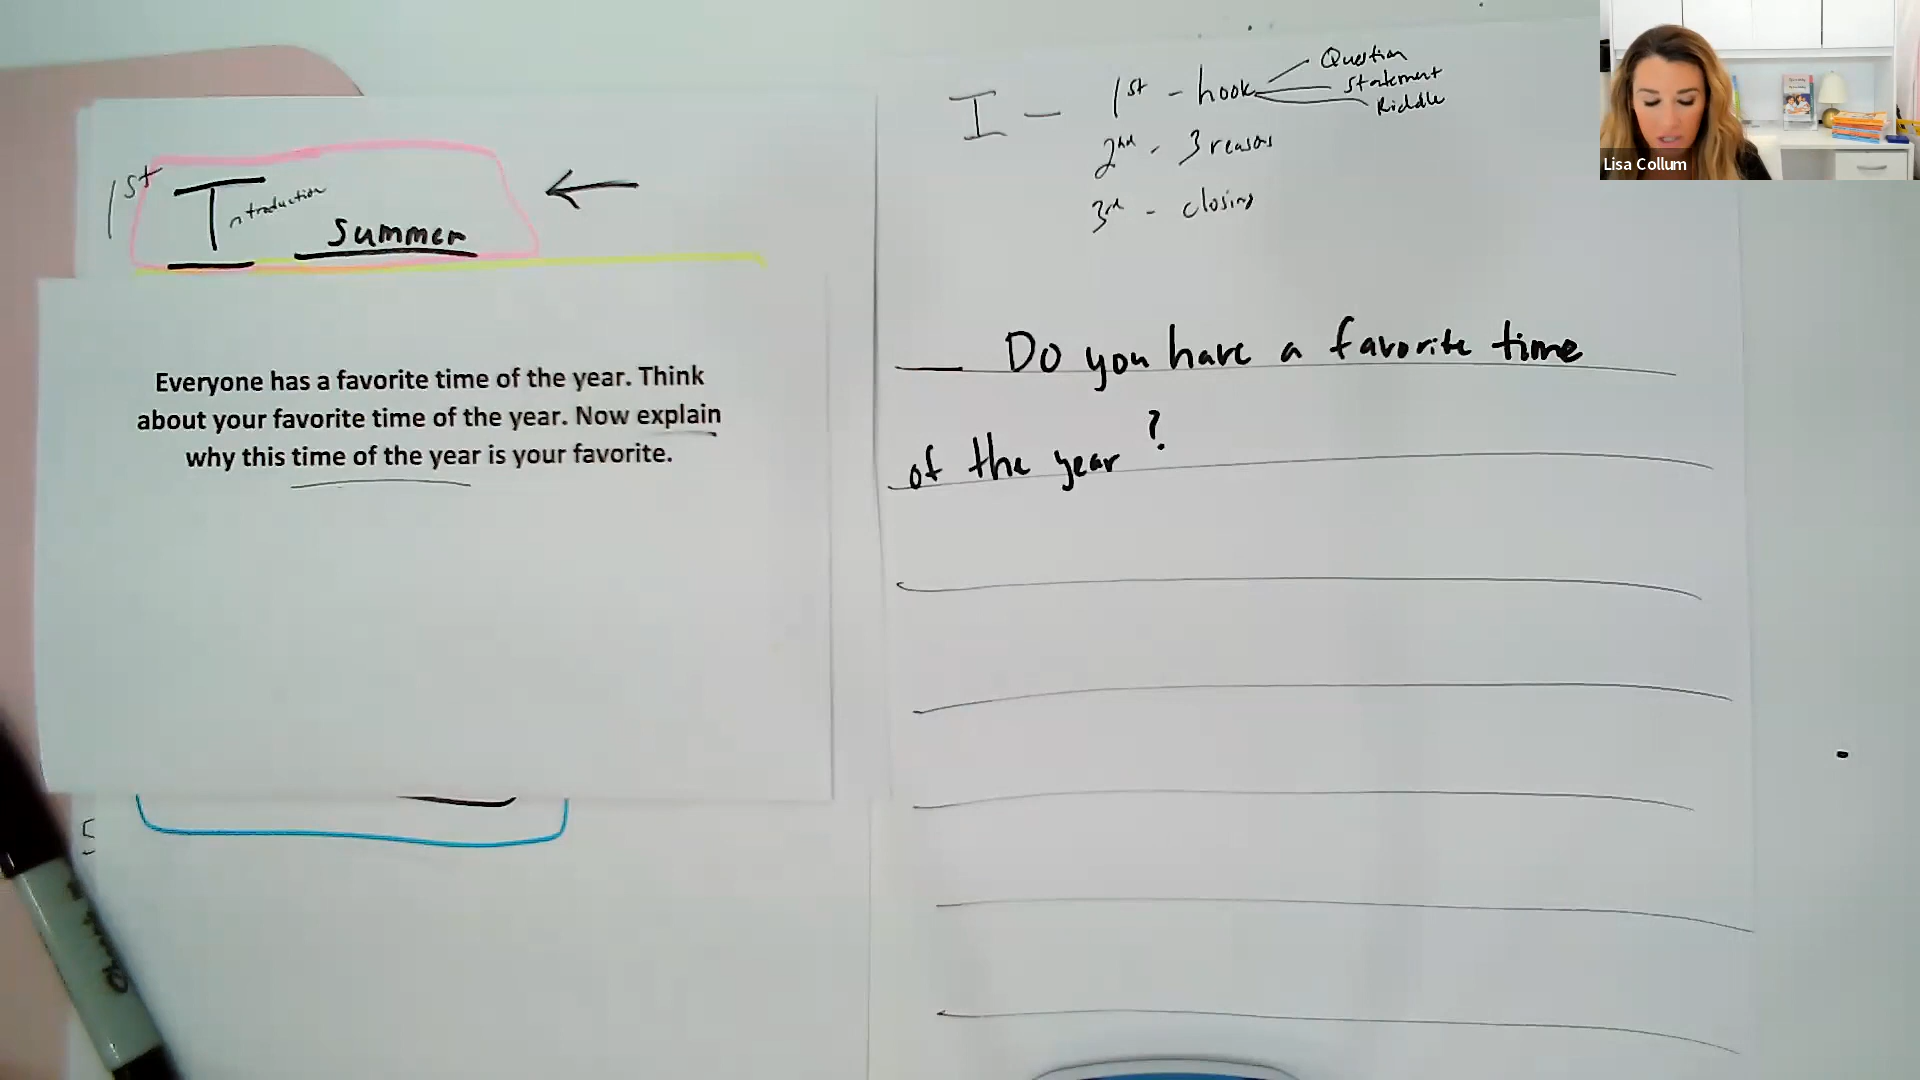 1st
Introduction
Summer
Everyone has a favorite time of the year. Think
about your favorite time of the year. Now explain
why this time of the year is your favorite.
5
I - 1st - hook
Question
Statement
Riddle
2nd - 3 reasons
3rd - closing
Do you have a favorite time
of the year?
Lisa Collum